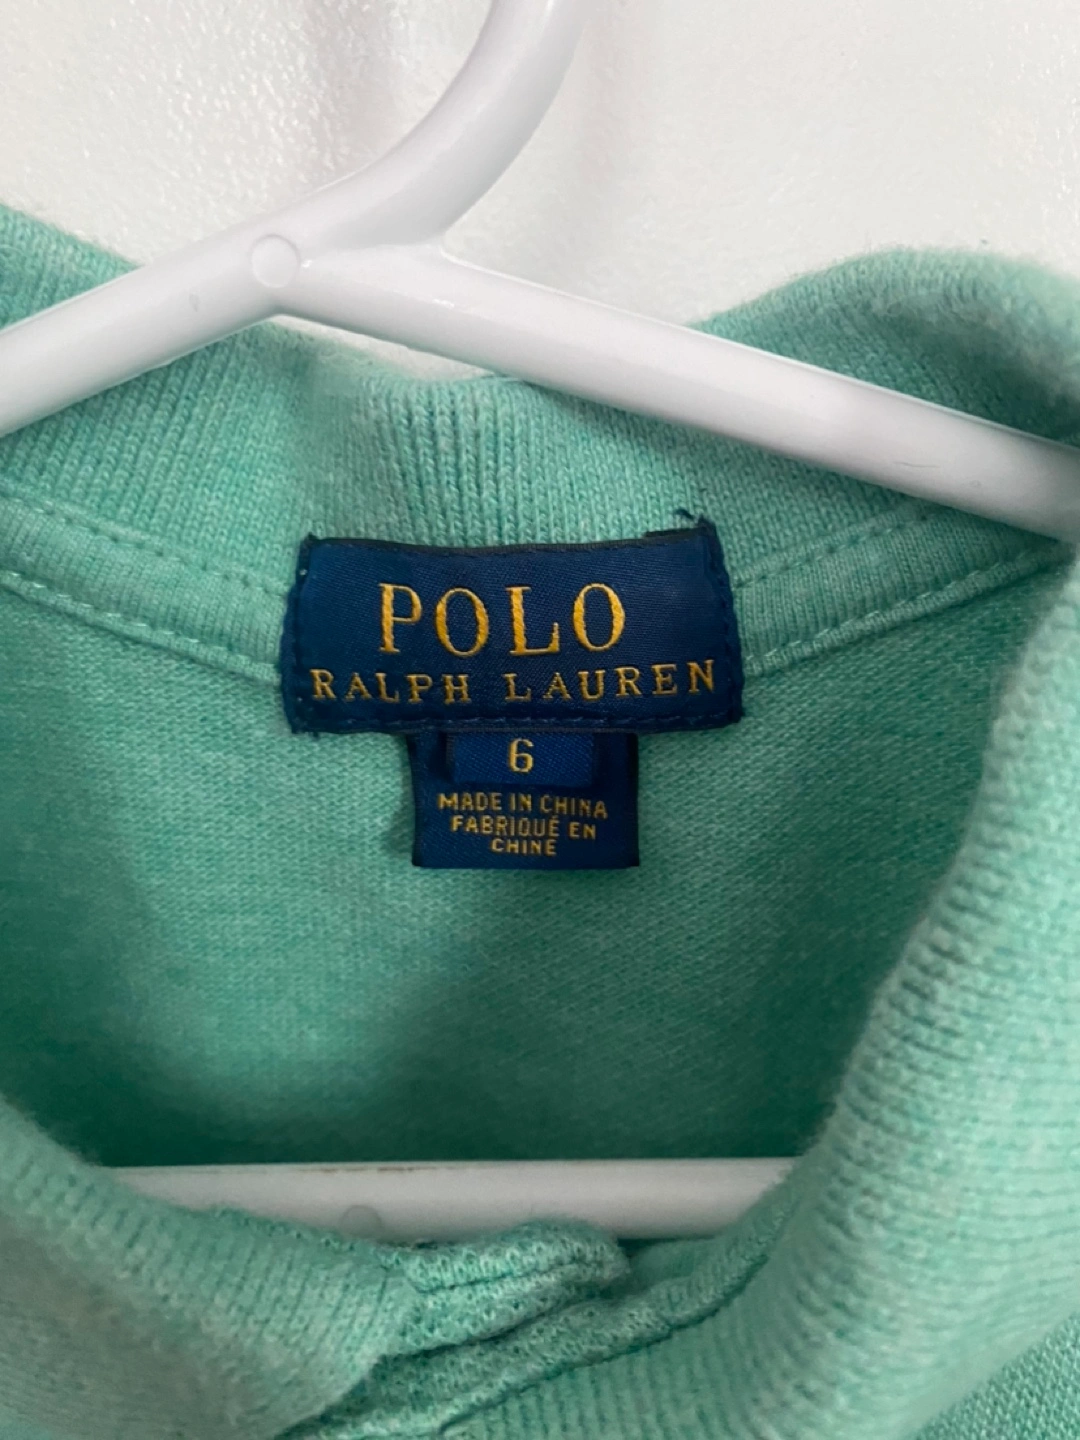 POLO
RALPH LAUREN
6
MADE IN CHINA
FABRIQUÉ EN
CHINE